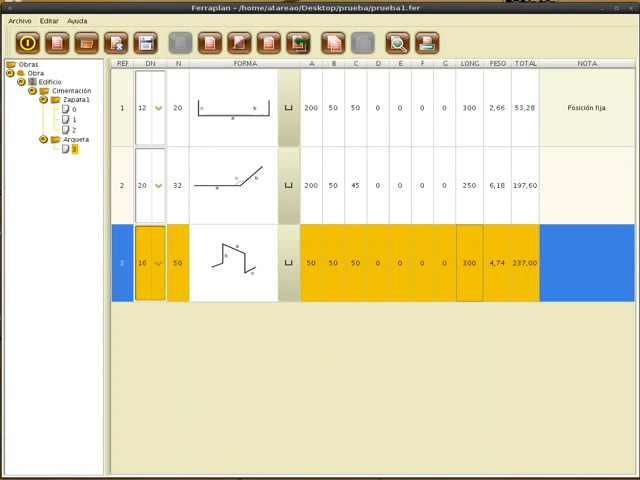 Ferraplan - /home/atareao/Desktop/prueba/prueba1.fer
Archivo Editar Ayuda
Obras
Obra
Edificio
Cimentación
Zapata1
0
1
2
Arqueta
3
REF DN N FORMA A B C D E F G LONG PESO TOTAL NOTA
1 12 20 c b a 200 50 50 0 0 0 0 300 2,66 53,28 Posición fija
2 20 32 a c b 200 50 45 0 0 0 0 250 6,18 197,60
3 16 50 a b c 50 50 50 0 0 0 0 300 4,74 237,00